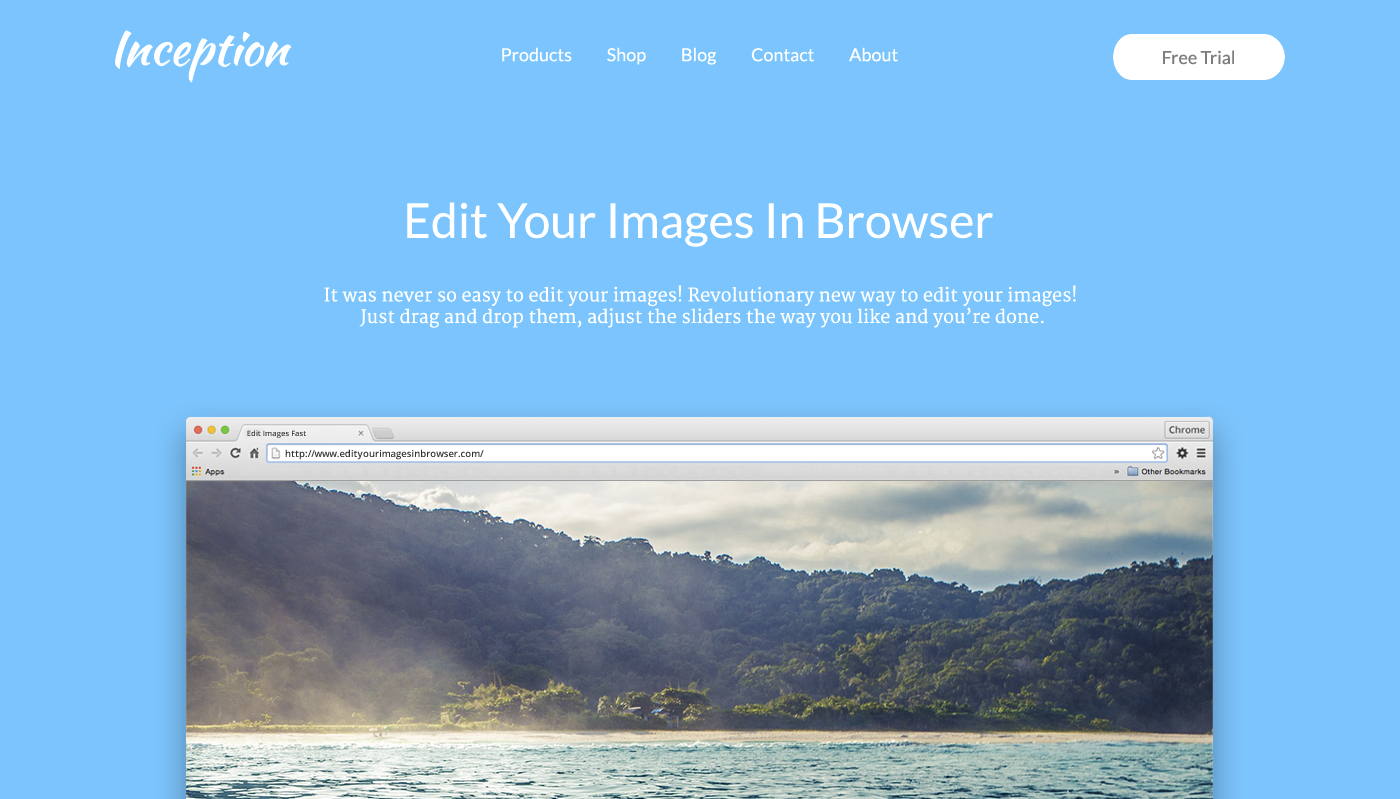 Inception
Products Shop Blog Contact About
Free Trial
Edit Your Images In Browser
It was never so easy to edit your images! Revolutionary new way to edit your images!
Just drag and drop them, adjust the sliders the way you like and you’re done.
Edit Images Fast
Chrome
http://www.edityourimagesinbrowser.com/
Apps
» Other Bookmarks